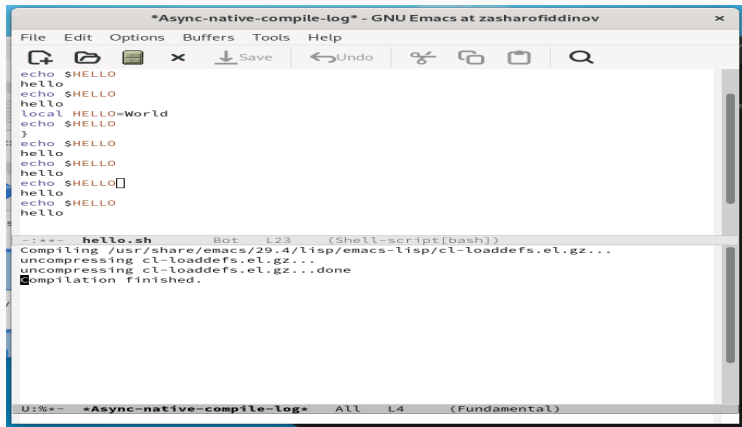 *Async-native-compile-log* - GNU Emacs at zasharofiddinov
File Edit Options Buffers Tools Help
Save Undo
echo $HELLO
hello
echo $HELLO
hello
local HELLO=World
echo $HELLO
}
echo $HELLO
hello
echo $HELLO
hello
echo $HELLO
hello
echo $HELLO
hello
-:**- hello.sh Bot L23 (Shell-script[bash])
Compiling /usr/share/emacs/29.4/lisp/emacs-lisp/cl-loaddefs.el.gz...
uncompressing cl-loaddefs.el.gz...
uncompressing cl-loaddefs.el.gz...done
Compilation finished.
U:%*- *Async-native-compile-log* All L4 (Fundamental)